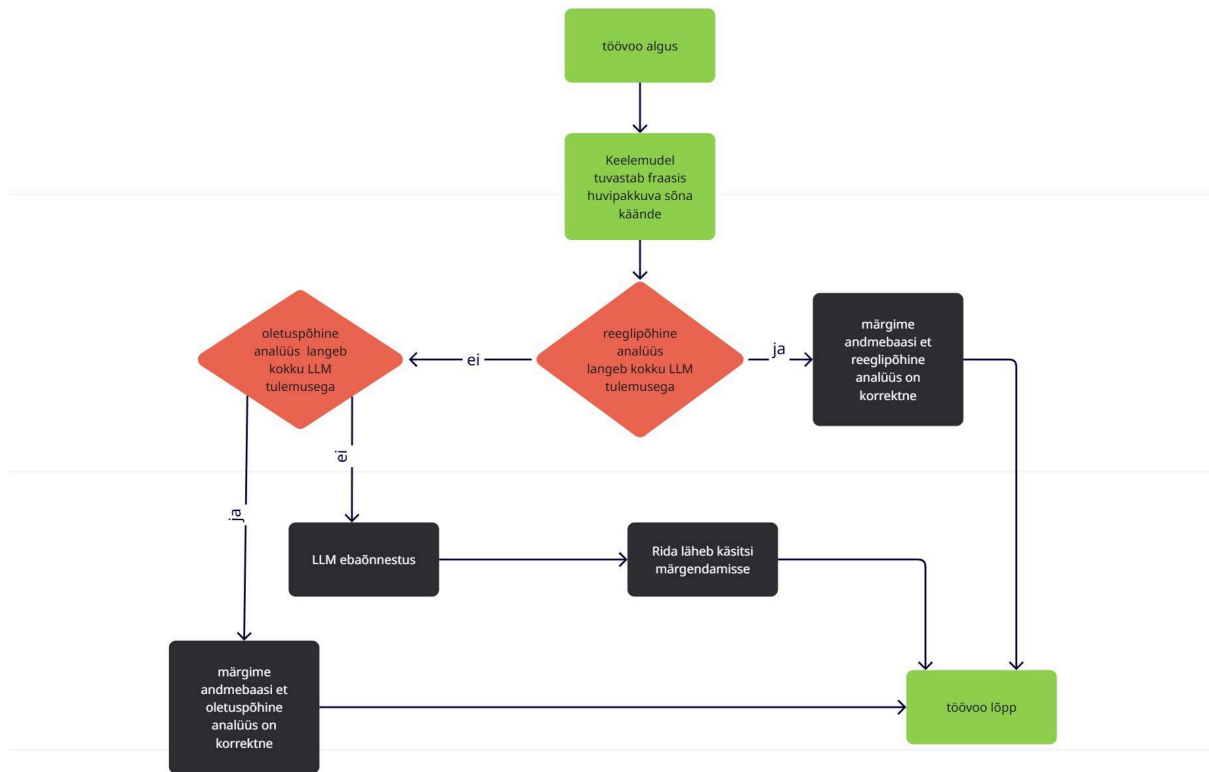 töövoo algus
Keelemudel
tuvastab fraasis
huvipakkuva sõna
käände
oletuspõhine
analüüs langeb
kokku LLM
tulemusega
ei
reeglipõhine
analüüs
langeb kokku LLM
tulemusega
ja
märgime
andmebaasi et
reeglipõhine
analüüs on
korrektne
ei
ja
LLM ebaõnnestus
Rida läheb käsitsi
märgendamisse
märgime
andmebaasi et
oletuspõhine
analüüs on
korrektne
töövoo lõpp